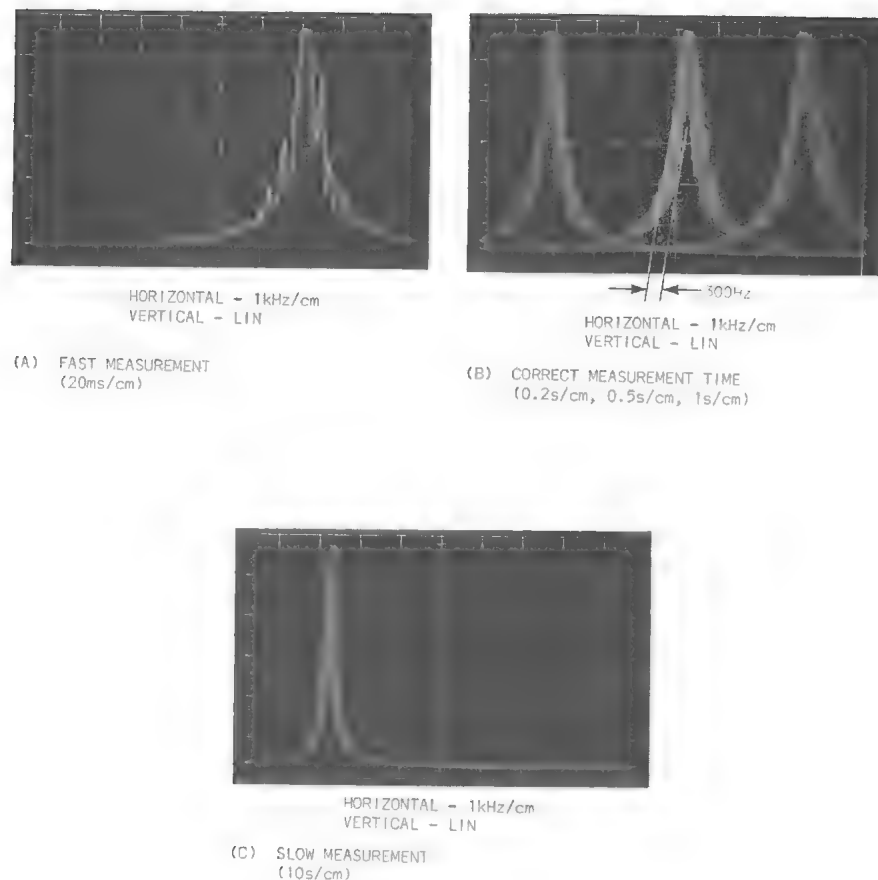 HORIZONTAL - 1kHz/cm
VERTICAL - LIN
(A) FAST MEASUREMENT
(20ms/cm)
300Hz
HORIZONTAL - 1kHz/cm
VERTICAL - LIN
(B) CORRECT MEASUREMENT TIME
(0.2s/cm, 0.5s/cm, 1s/cm)
HORIZONTAL - 1kHz/cm
VERTICAL - LIN
(C) SLOW MEASUREMENT
(10s/cm)